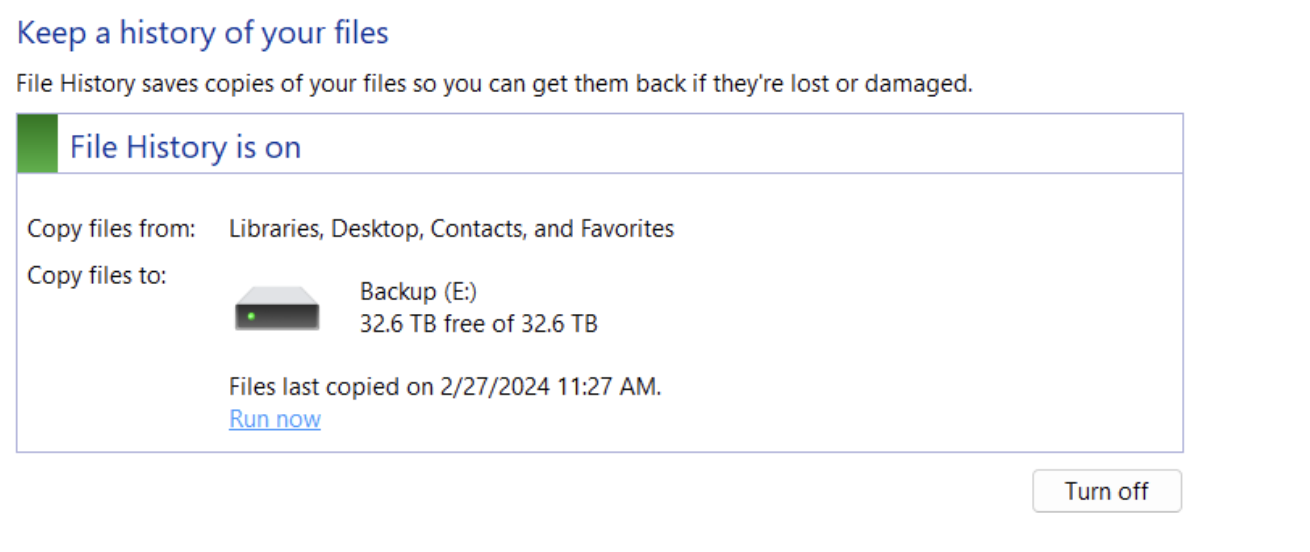 Keep a history of your files
File History saves copies of your files so you can get them back if they're lost or damaged.
File History is on
Copy files from: Libraries, Desktop, Contacts, and Favorites
Copy files to:
Backup (E:)
32.6 TB free of 32.6 TB
Files last copied on 2/27/2024 11:27 AM.
Run now
Turn off